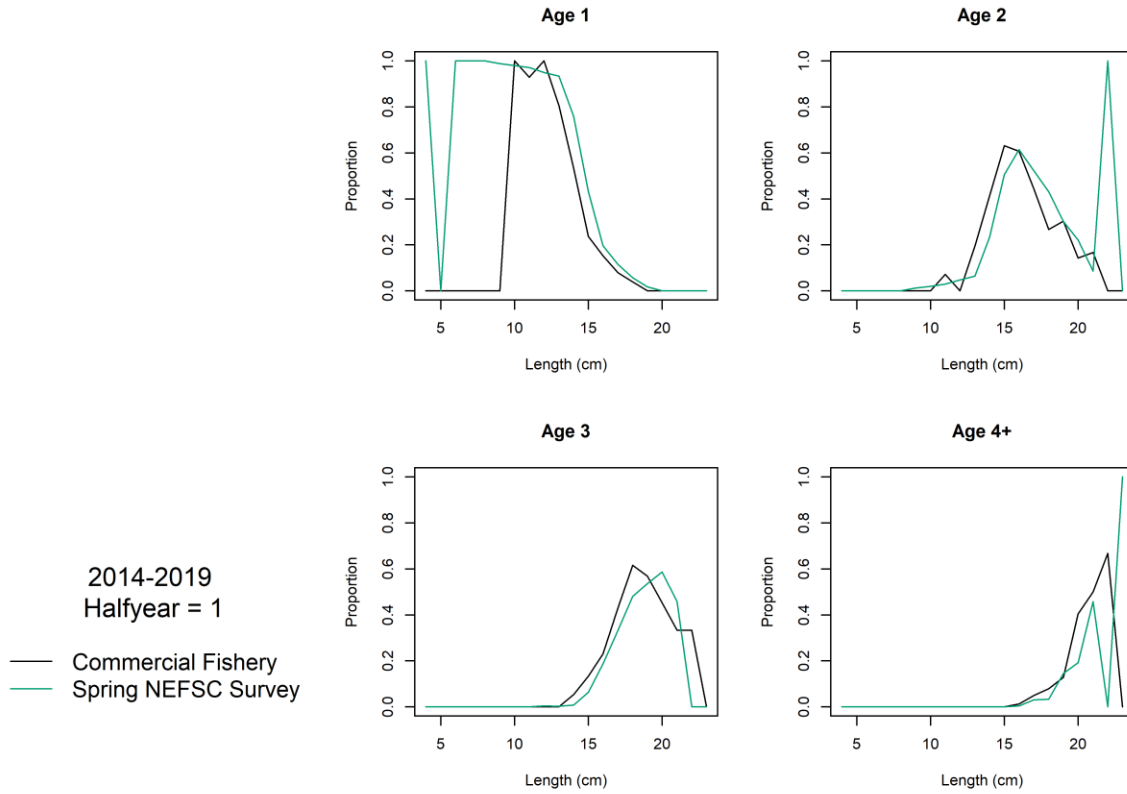 Age 1
Proportion
0.0 0.2 0.4 0.6 0.8 1.0
5 10 15 20
Length (cm)
Age 2
Proportion
0.0 0.2 0.4 0.6 0.8 1.0
5 10 15 20
Length (cm)
Age 3
Proportion
0.0 0.2 0.4 0.6 0.8 1.0
5 10 15 20
Length (cm)
Age 4+
Proportion
0.0 0.2 0.4 0.6 0.8 1.0
5 10 15 20
Length (cm)
2014-2019
Halfyear = 1
Commercial Fishery
Spring NEFSC Survey